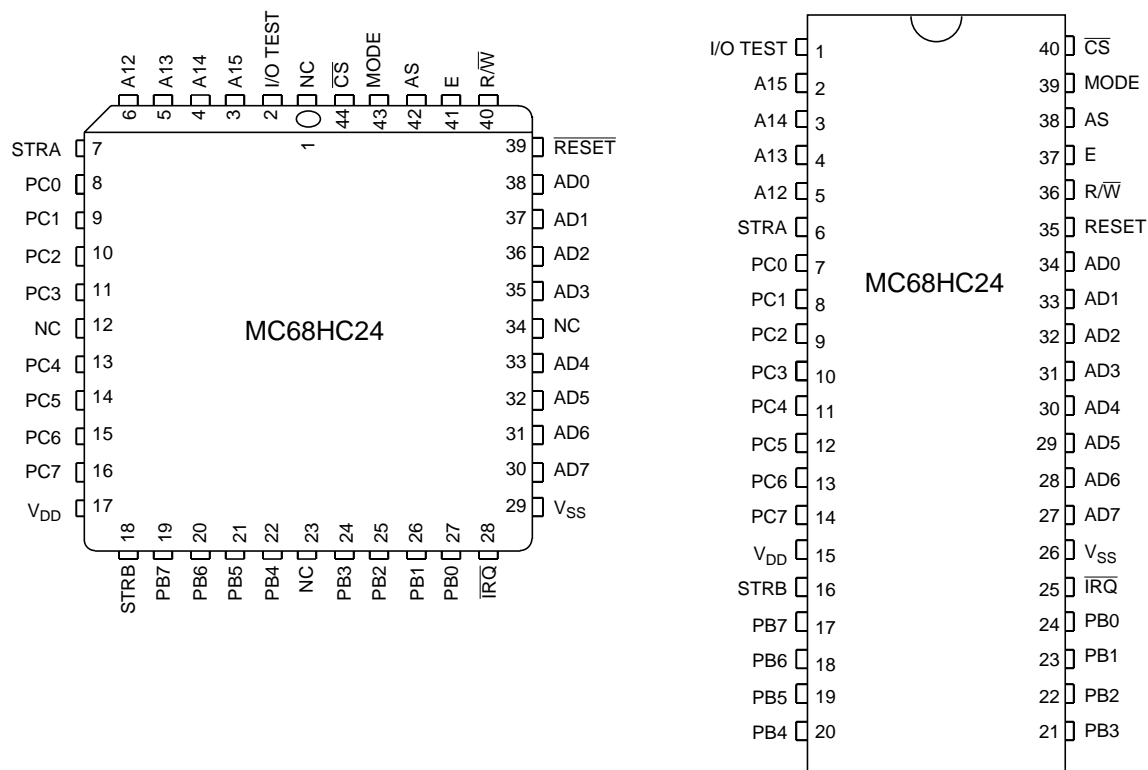 A12 A13 A14 A15 I/O TEST NC C̅S̅ MODE AS E R/W̅
6 5 4 3 2 1 44 43 42 41 40
STRA 7 39 R̅E̅S̅E̅T̅
PC0 8 38 AD0
PC1 9 37 AD1
PC2 10 36 AD2
PC3 11 35 AD3
NC 12 34 NC
PC4 13 33 AD4
PC5 14 32 AD5
PC6 15 31 AD6
PC7 16 30 AD7
VDD 17 29 VSS
MC68HC24
18 19 20 21 22 23 24 25 26 27 28
STRB PB7 PB6 PB5 PB4 NC PB3 PB2 PB1 PB0 I̅R̅Q̅
I/O TEST 1 40 C̅S̅
A15 2 39 MODE
A14 3 38 AS
A13 4 37 E
A12 5 36 R/W̅
STRA 6 35 RESET
PC0 7 34 AD0
MC68HC24
PC1 8 33 AD1
PC2 9 32 AD2
PC3 10 31 AD3
PC4 11 30 AD4
PC5 12 29 AD5
PC6 13 28 AD6
PC7 14 27 AD7
VDD 15 26 VSS
STRB 16 25 I̅R̅Q̅
PB7 17 24 PB0
PB6 18 23 PB1
PB5 19 22 PB2
PB4 20 21 PB3